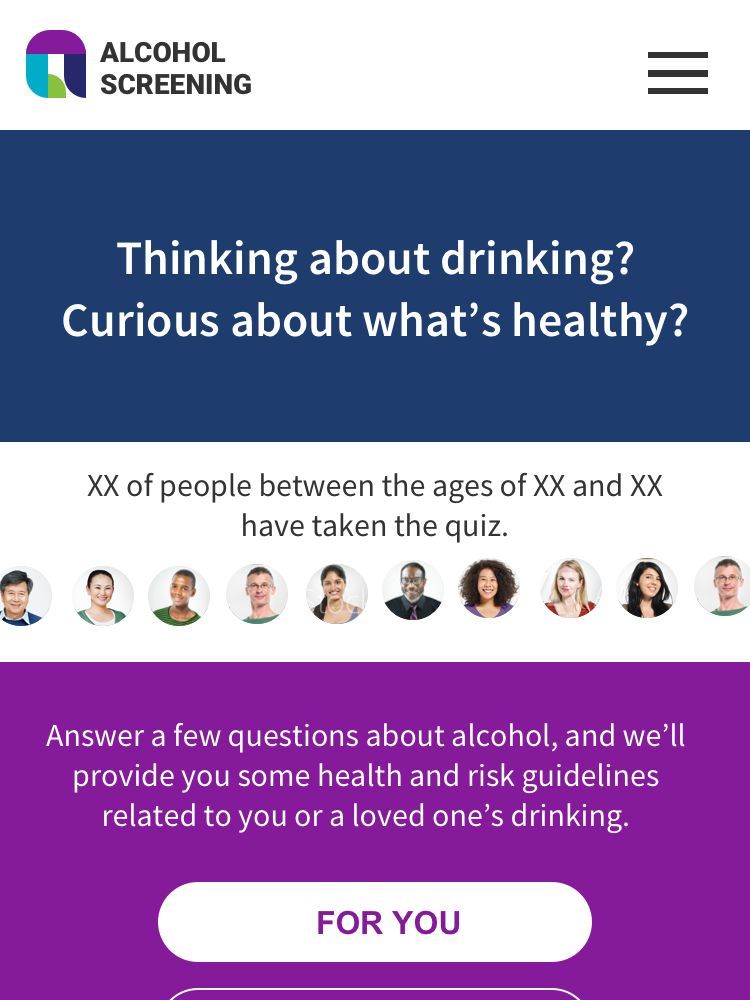 ALCOHOL
SCREENING
Thinking about drinking?
Curious about what’s healthy?
XX of people between the ages of XX and XX
have taken the quiz.
Answer a few questions about alcohol, and we’ll
provide you some health and risk guidelines
related to you or a loved one’s drinking.
FOR YOU